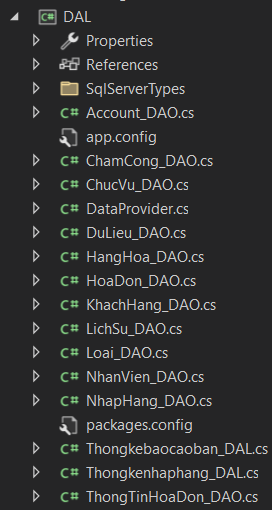 C# DAL
Properties
References
SqlServerTypes
C# Account_DAO.cs
app.config
C# ChamCong_DAO.cs
C# ChucVu_DAO.cs
C# DataProvider.cs
C# DuLieu_DAO.cs
C# HangHoa_DAO.cs
C# HoaDon_DAO.cs
C# KhachHang_DAO.cs
C# LichSu_DAO.cs
C# Loai_DAO.cs
C# NhanVien_DAO.cs
C# NhapHang_DAO.cs
packages.config
C# Thongkebaocaoban_DAL.cs
C# Thongkenhaphang_DAL.cs
C# ThongTinHoaDon_DAO.cs